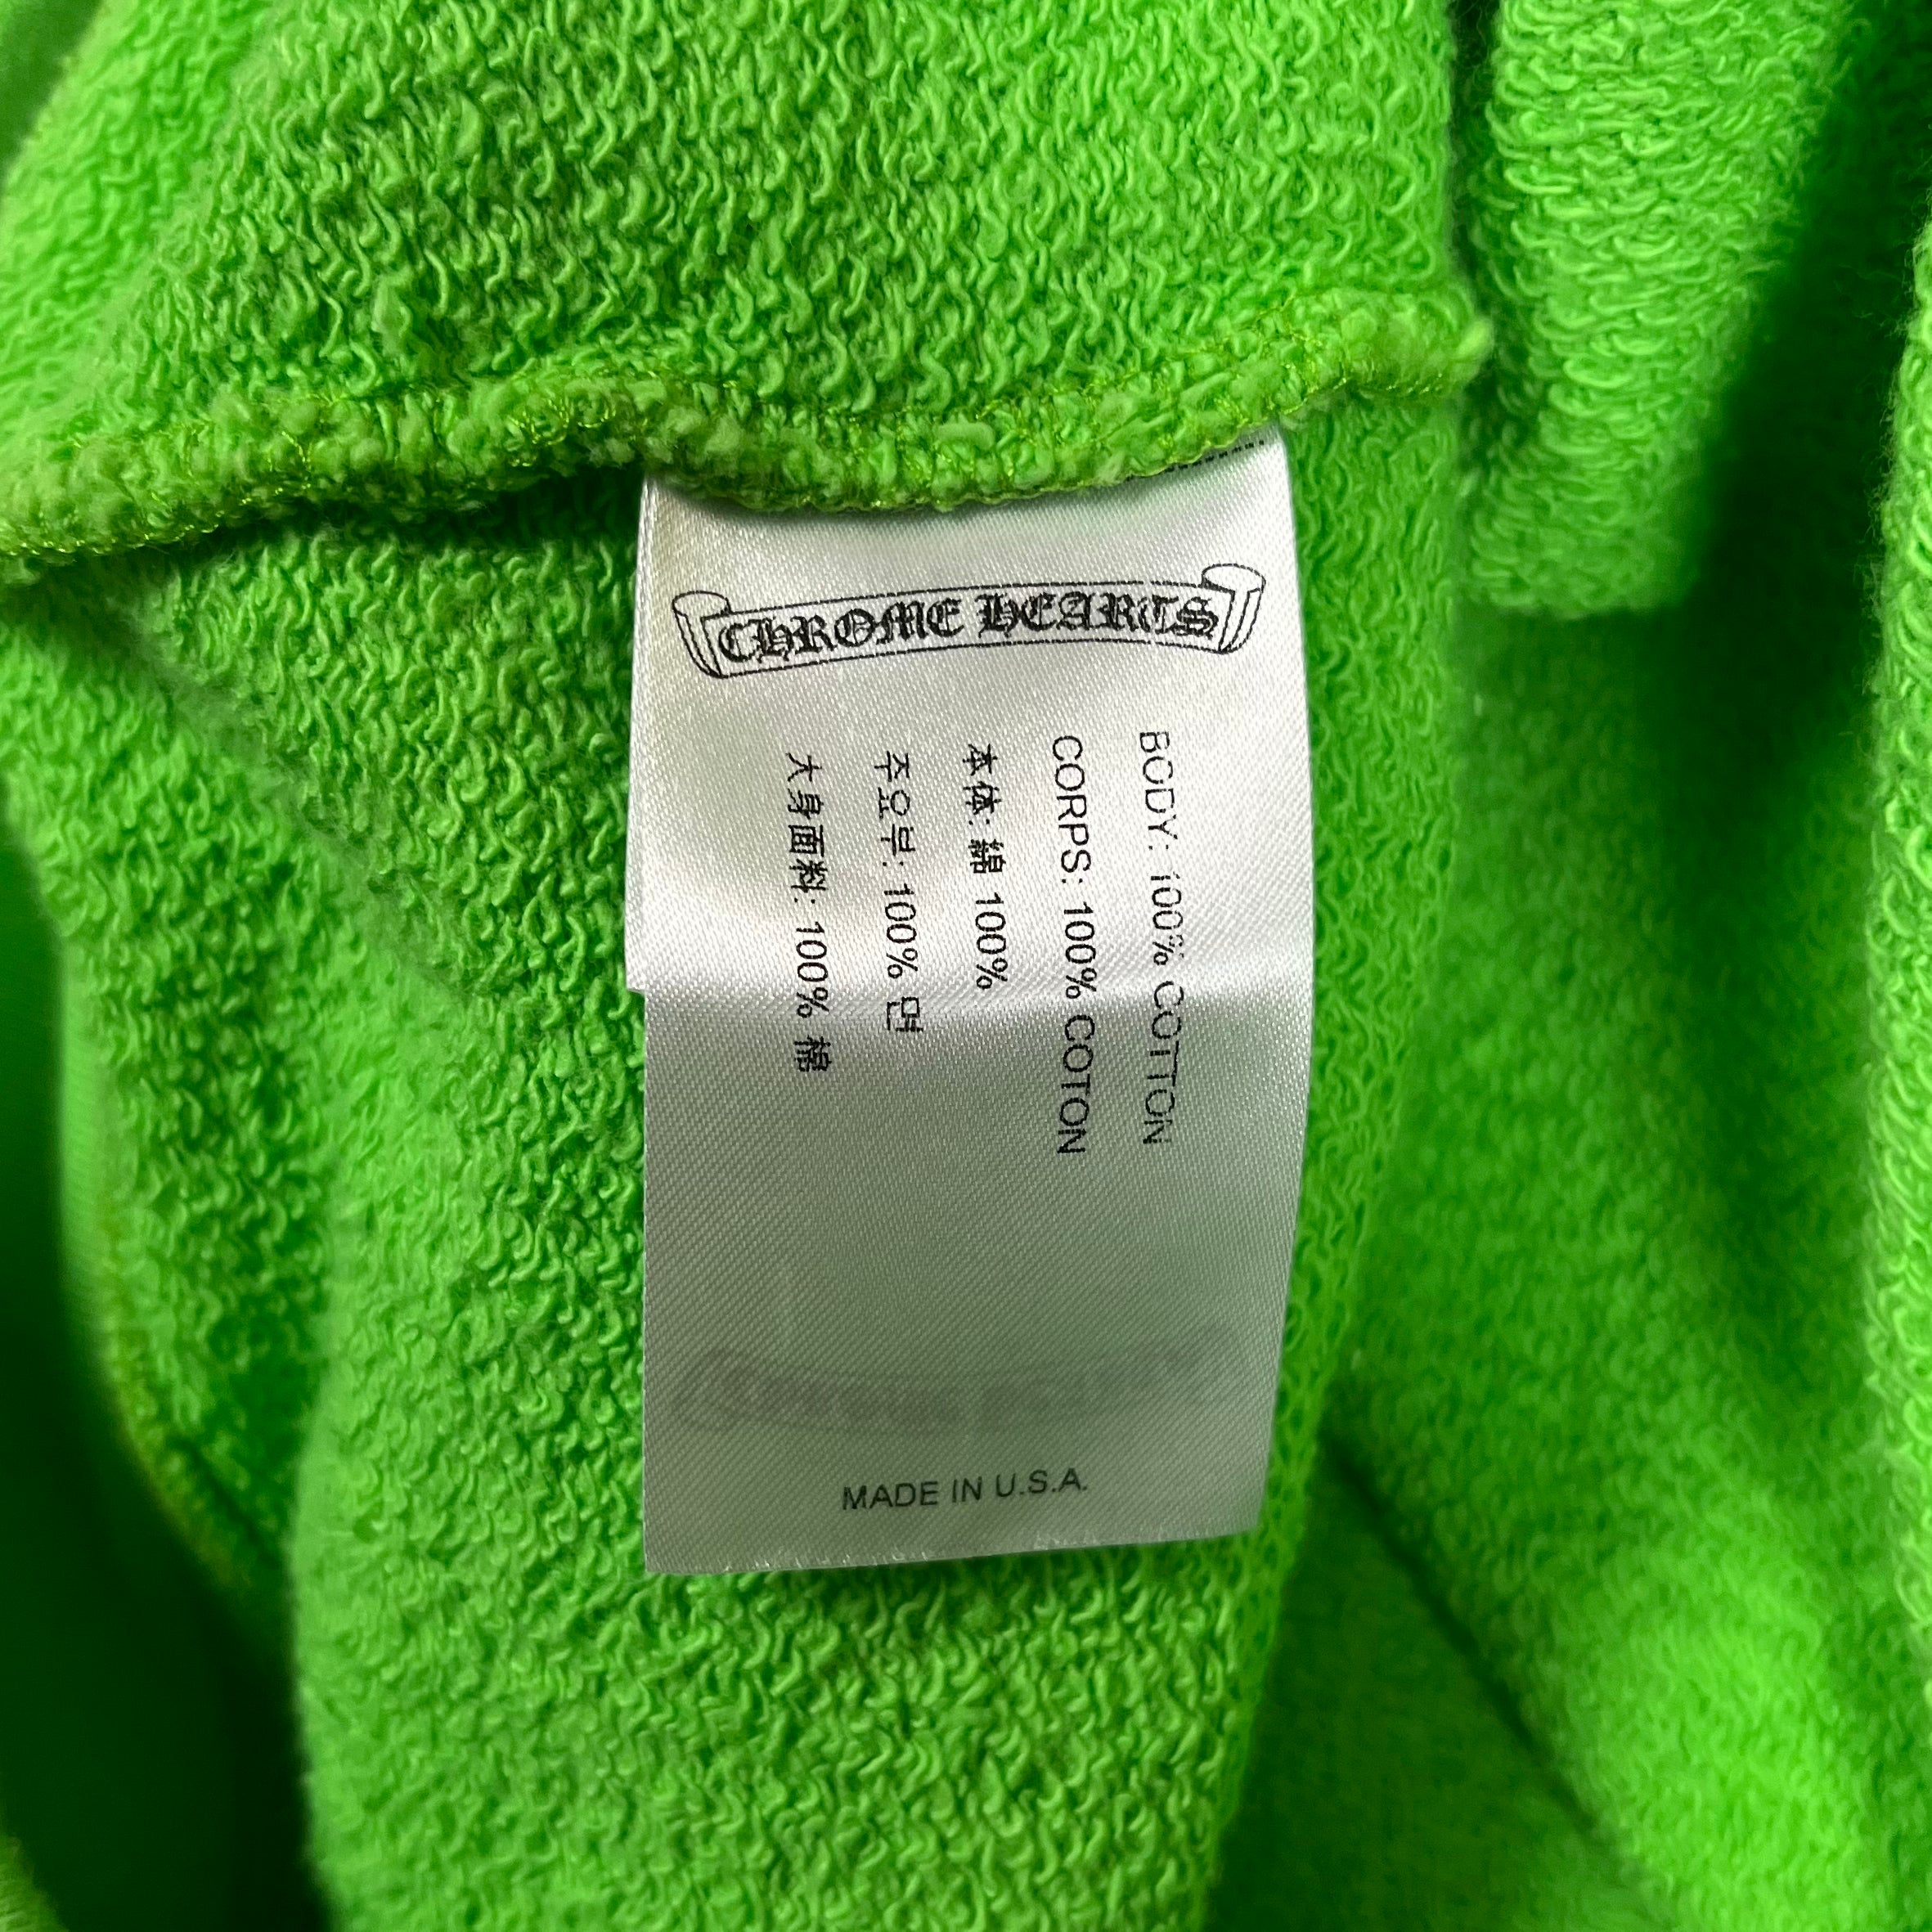 CHROME HEARTS
BODY: 100% COTTON
CORPS: 100% COTON
本体: 綿 100%
주요부: 100% 면
大身面料: 100% 棉
MADE IN U.S.A.